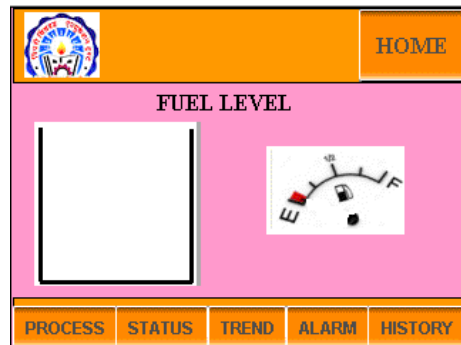 HOME
FUEL LEVEL
1/2
E
F
PROCESS STATUS TREND ALARM HISTORY